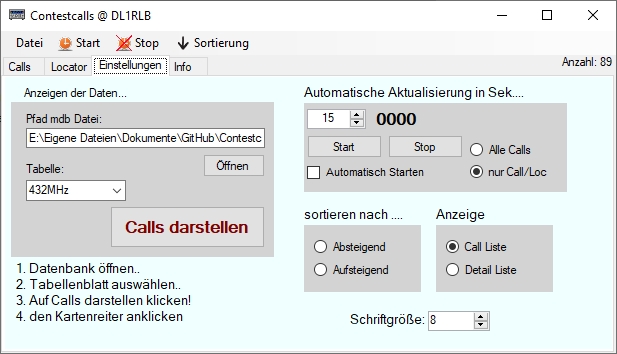 Contestcalls @ DL1RLB
Datei Start Stop Sortierung
Calls Locator Einstellungen Info
Anzahl: 89
Anzeigen der Daten...
Pfad mdb Datei:
E:\Eigene Dateien\Dokumente\GitHub\Contestc
Öffnen
Tabelle:
432MHz
Calls darstellen
1. Datenbank öffnen..
2. Tabellenblatt auswählen..
3. Auf Calls darstellen klicken!
4. den Kartenreiter anklicken
Automatische Aktualisierung in Sek....
15 0000
Start Stop
Alle Calls
Automatisch Starten
nur Call/Loc
sortieren nach ....
Absteigend
Aufsteigend
Anzeige
Call Liste
Detail Liste
Schriftgröße: 8